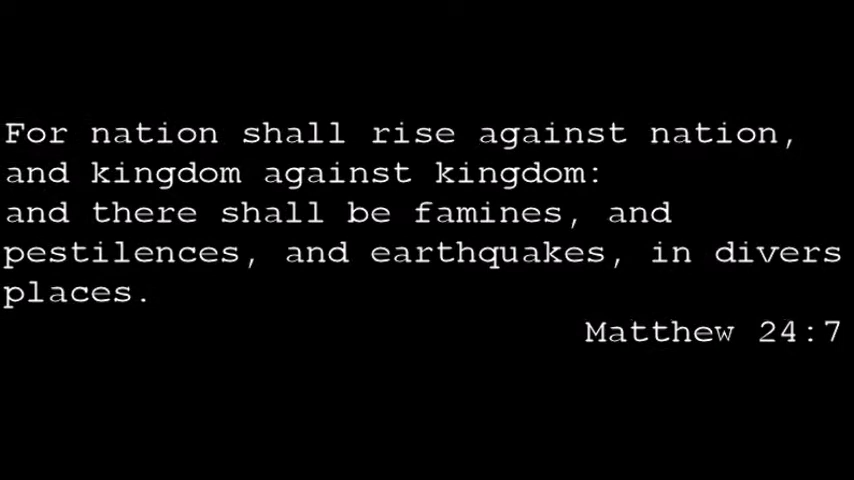 For nation shall rise against nation,
and kingdom against kingdom:
and there shall be famines, and
pestilences, and earthquakes, in divers
places.
Matthew 24:7